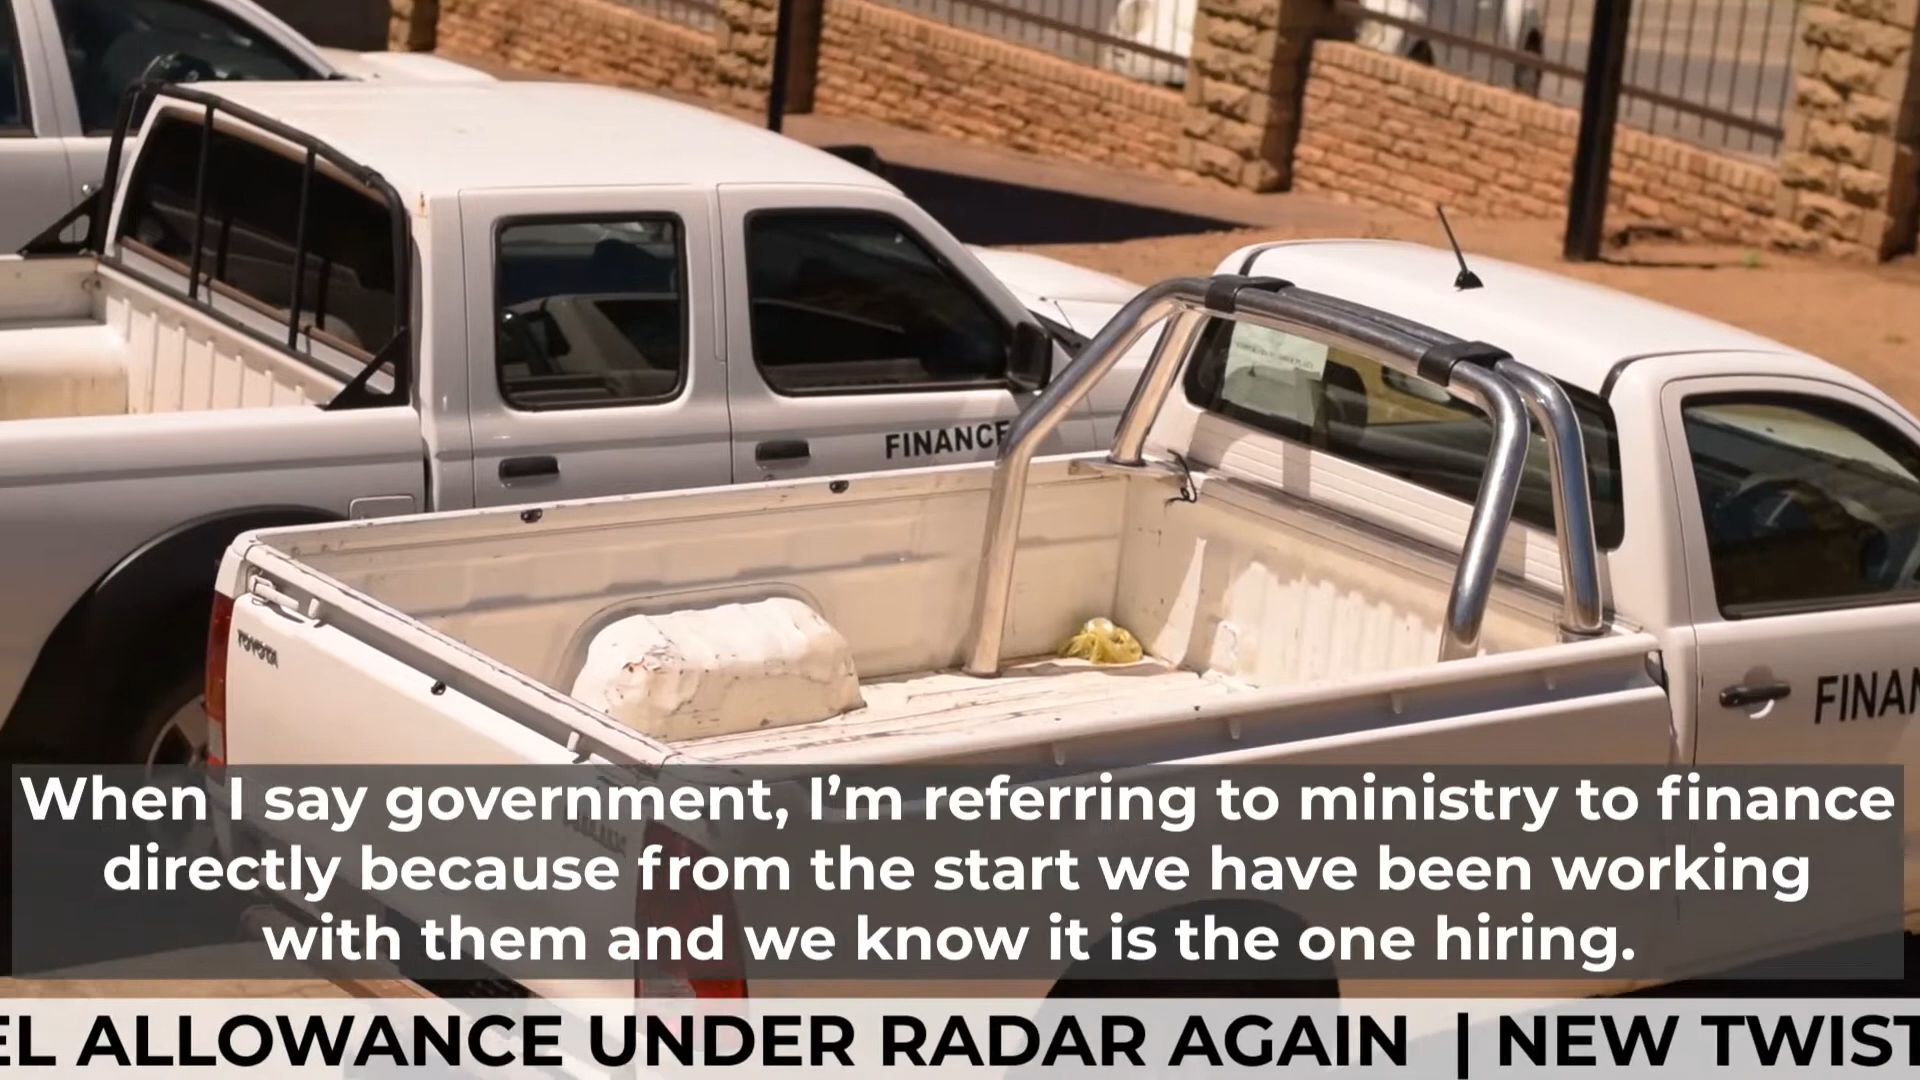 FINANCE
TOYOTA
FINAN
When I say government, I'm referring to ministry to finance
directly because from the start we have been working
with them and we know it is the one hiring.
EL ALLOWANCE UNDER RADAR AGAIN | NEW TWIST